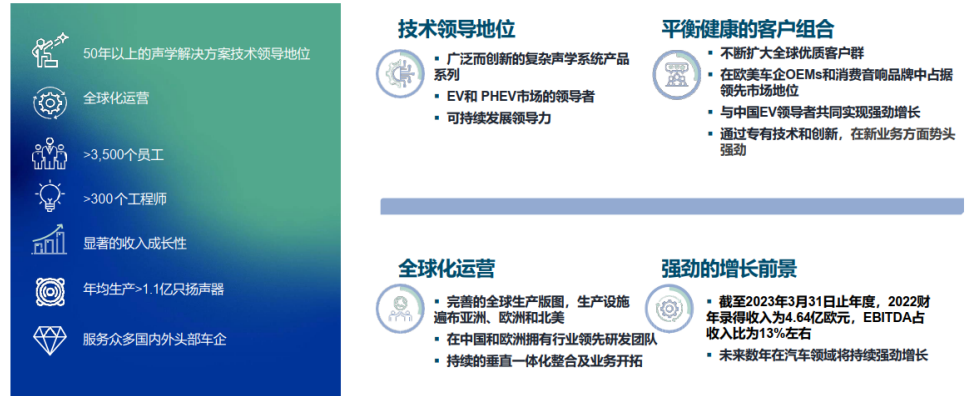 50年以上的声学解决方案技术领导地位
全球化运营
>3,500个员工
>300个工程师
显著的收入成长性
年均生产>1.1亿只扬声器
服务众多国内外头部车企
技术领导地位
▪ 广泛而创新的复杂声学系统产品
系列
▪ EV和 PHEV市场的领导者
▪ 可持续发展领导力
平衡健康的客户组合
▪ 不断扩大全球优质客户群
▪ 在欧美车企OEMs和消费音响品牌中占据
领先市场地位
▪ 与中国EV领导者共同实现强劲增长
▪ 通过专有技术和创新，在新业务方面势头
强劲
全球化运营
▪ 完善的全球生产版图，生产设施
遍布亚洲、欧洲和北美
▪ 在中国和欧洲拥有行业领先研发团队
▪ 持续的垂直一体化整合及业务开拓
强劲的增长前景
▪ 截至2023年3月31日止年度，2022财
年录得收入为4.64亿欧元，EBITDA占
收入比为13%左右
▪ 未来数年在汽车领域将持续强劲增长